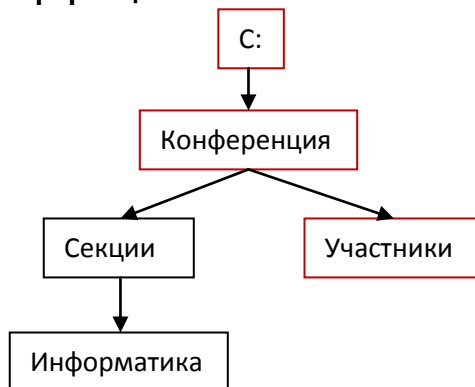 C:
Конференция
Секции
Участники
Информатика